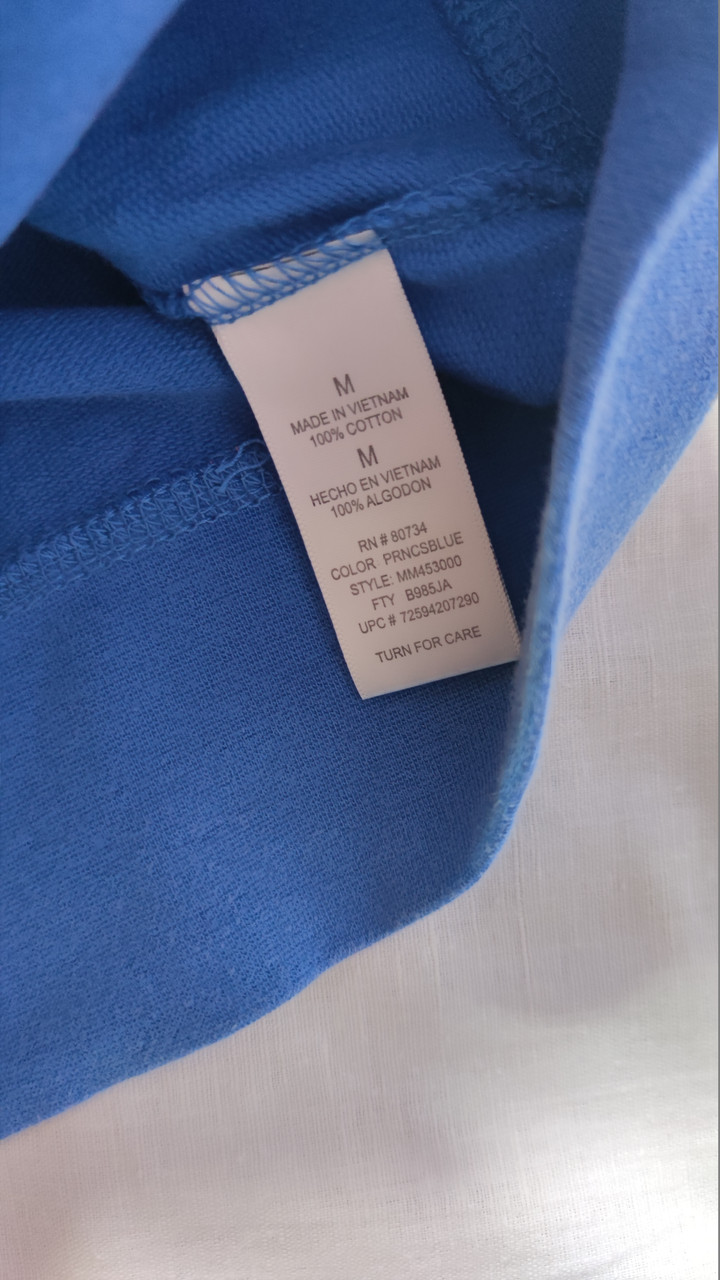 M
MADE IN VIETNAM
100% COTTON
M
HECHO EN VIETNAM
100% ALGODON
RN # 80734
COLOR PRNCSBLUE
STYLE: MM453000
FTY B985JA
UPC # 72594207290
TURN FOR CARE